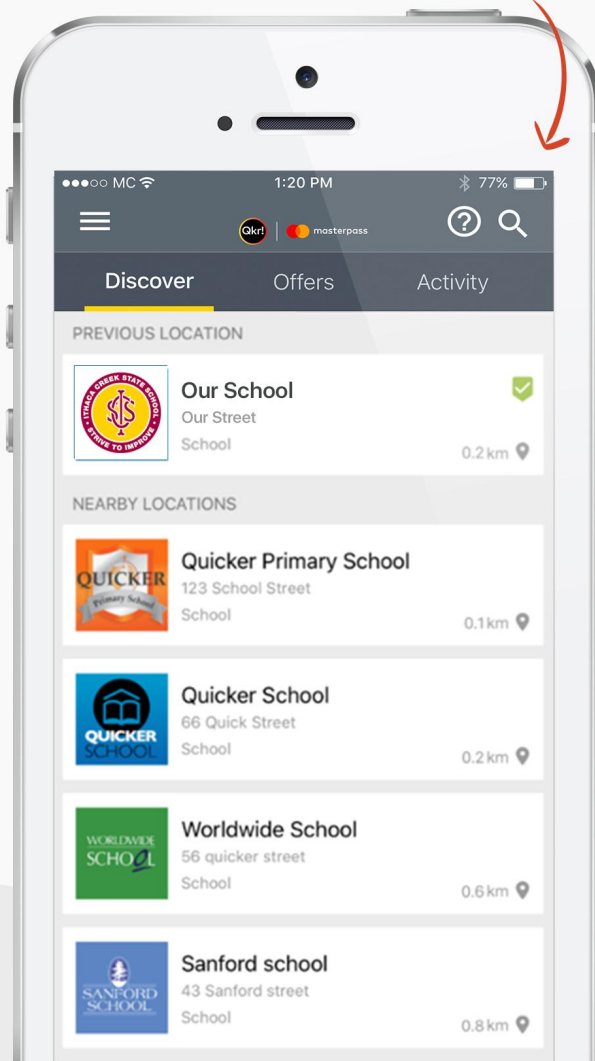 MC
1:20 PM
77%
Qkr!
masterpass
Discover
Offers
Activity
PREVIOUS LOCATION
ITHACA CREEK STATE SCHOOL
STRIVE TO IMPROVE
Our School
Our Street
School
0.2 km
NEARBY LOCATIONS
QUICKER
Primary School
Quicker Primary School
123 School Street
School
0.1 km
QUICKER
SCHOOL
Quicker School
66 Quick Street
School
0.2 km
WORLDWIDE
SCHOOL
Worldwide School
56 quicker street
School
0.6 km
SANFORD
SCHOOL
Sanford school
43 Sanford street
School
0.8 km